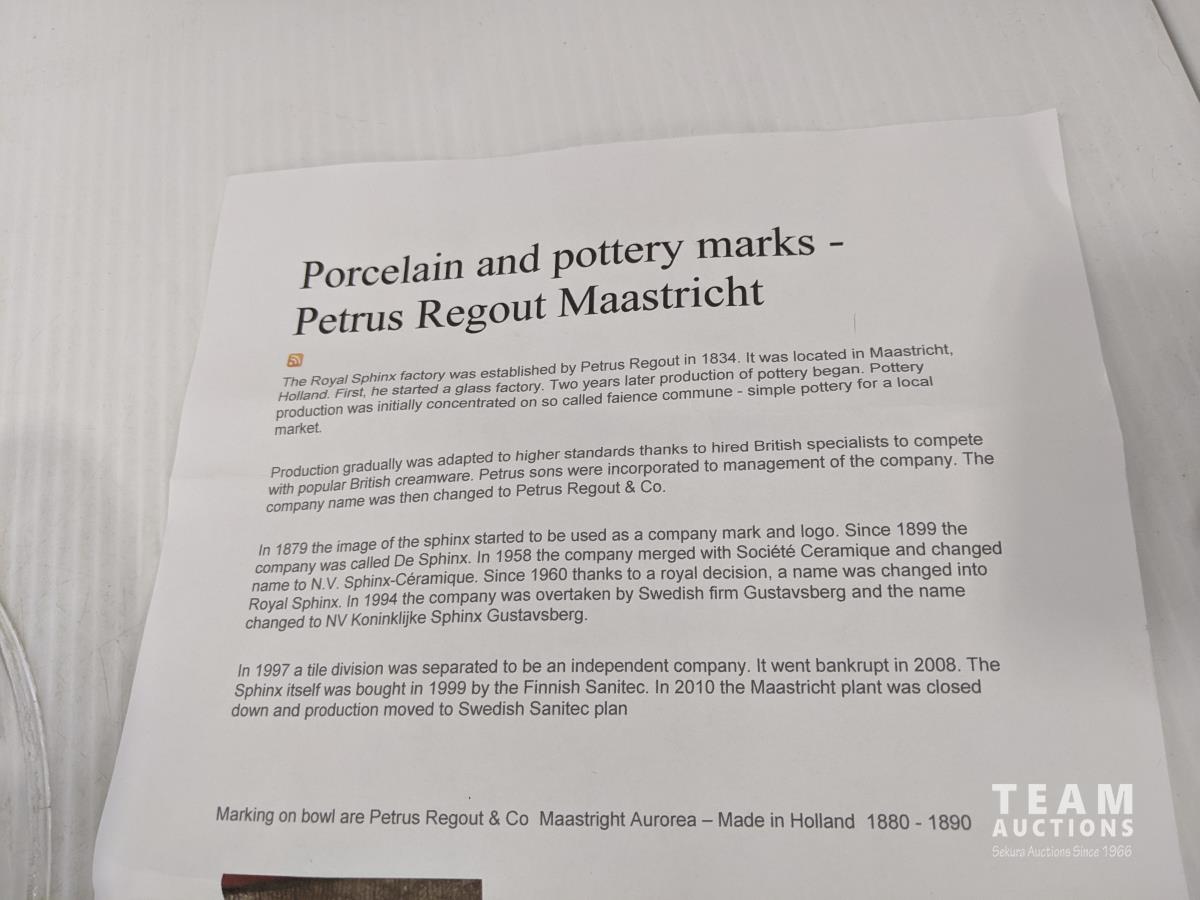 Porcelain and pottery marks -
Petrus Regout Maastricht
The Royal Sphinx factory was established by Petrus Regout in 1834. It was located in Maastricht,
Holland. First, he started a glass factory. Two years later production of pottery began. Pottery
production was initially concentrated on so called faience commune - simple pottery for a local
market.
Production gradually was adapted to higher standards thanks to hired British specialists to compete
with popular British creamware. Petrus sons were incorporated to management of the company. The
company name was then changed to Petrus Regout & Co.
In 1879 the image of the sphinx started to be used as a company mark and logo. Since 1899 the
company was called De Sphinx. In 1958 the company merged with Société Ceramique and changed
name to N.V. Sphinx-Céramique. Since 1960 thanks to a royal decision, a name was changed into
Royal Sphinx. In 1994 the company was overtaken by Swedish firm Gustavsberg and the name
changed to NV Koninklijke Sphinx Gustavsberg.
In 1997 a tile division was separated to be an independent company. It went bankrupt in 2008. The
Sphinx itself was bought in 1999 by the Finnish Sanitec. In 2010 the Maastricht plant was closed
down and production moved to Swedish Sanitec plan
Marking on bowl are Petrus Regout & Co Maastright Aurorea – Made in Holland 1880 - 1890
TEAM
AUCTIONS
Sekura Auctions Since 1966